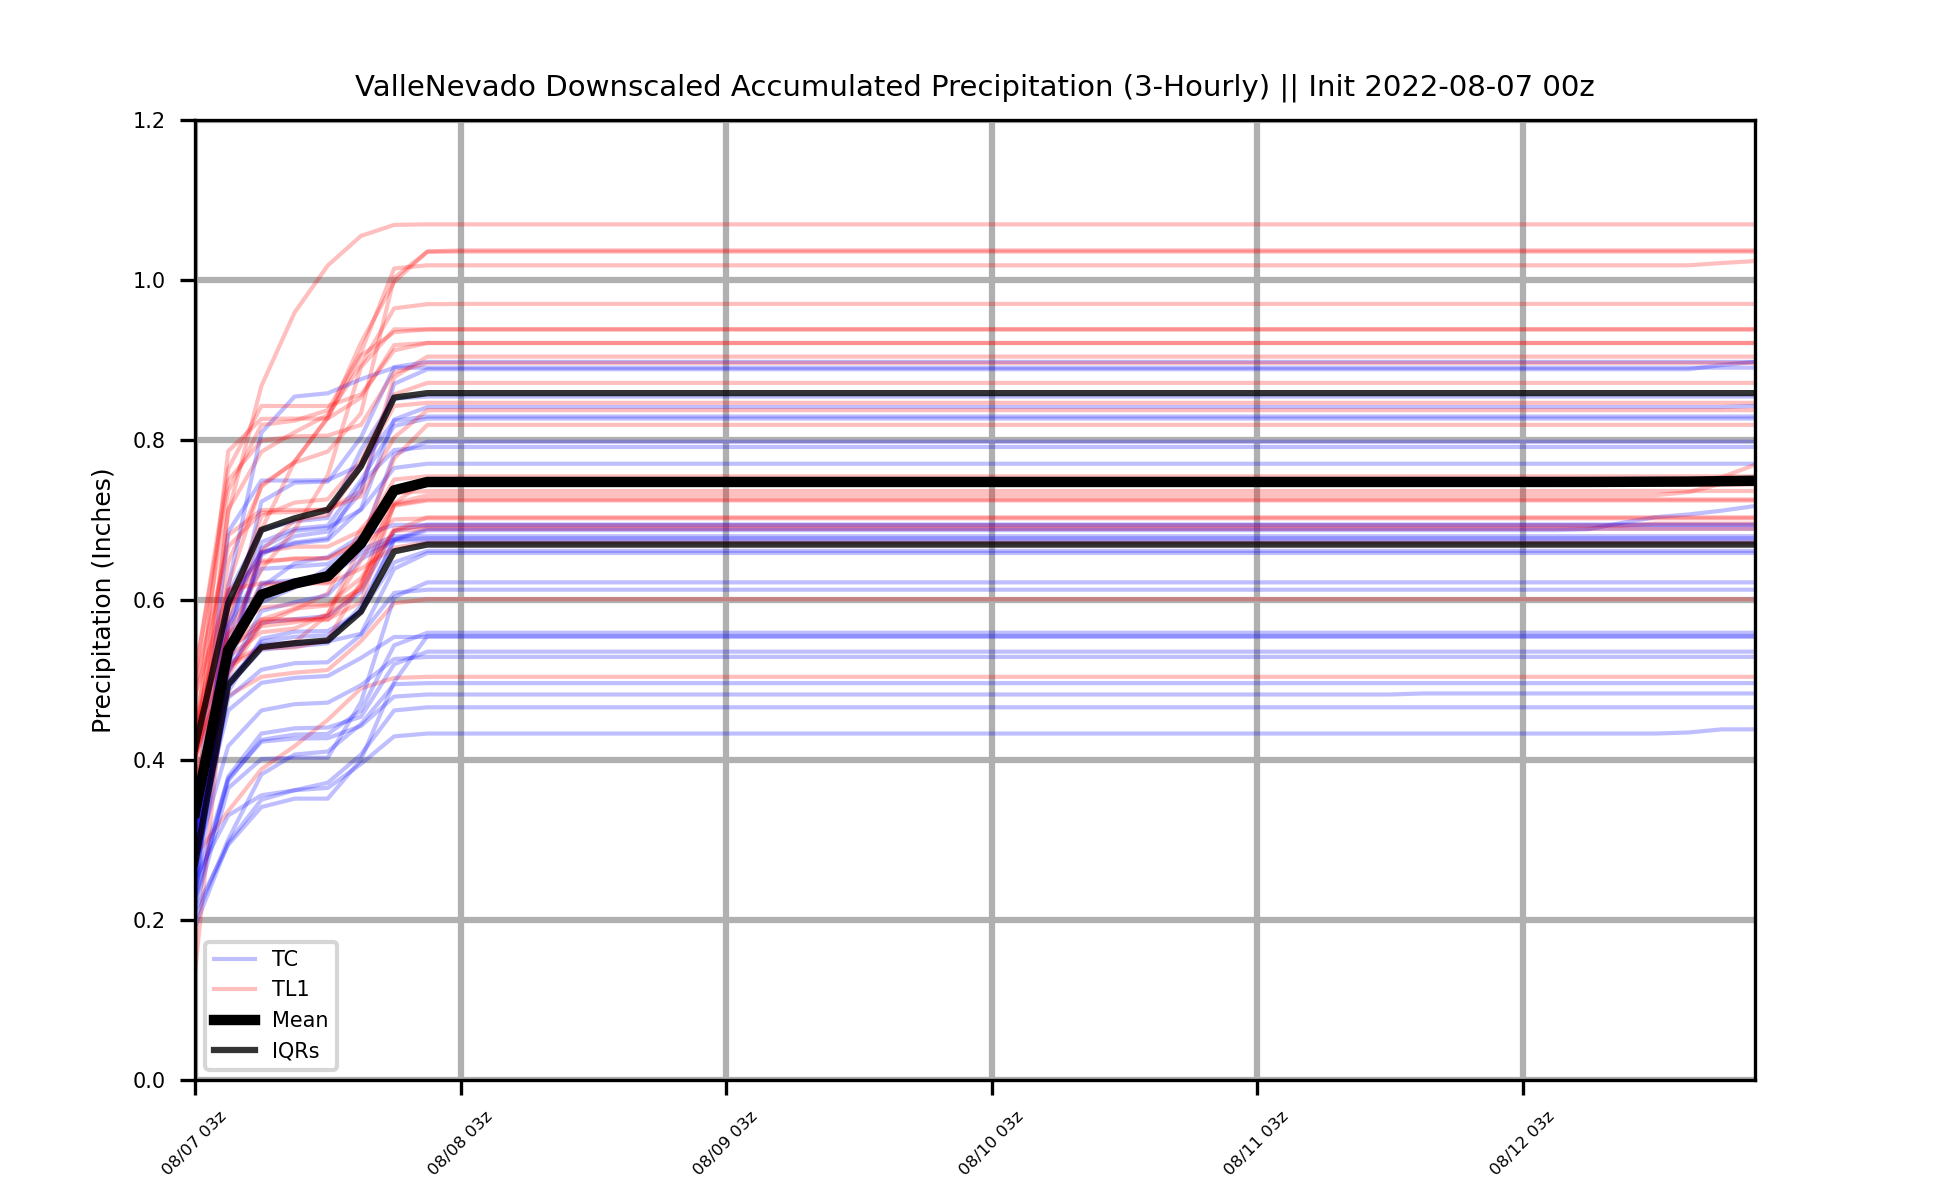 ValleNevado Downscaled Accumulated Precipitation (3-Hourly) || Init 2022-08-07 00z
Precipitation (Inches)
1.2
1.0
0.8
0.6
0.4
0.2
0.0
TC
TL1
Mean
IQRs
08/07 03z
08/08 03z
08/09 03z
08/10 03z
08/11 03z
08/12 03z